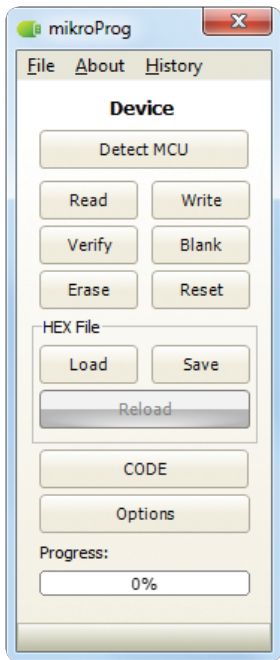 mikroProg
File About History
Device
Detect MCU
Read Write
Verify Blank
Erase Reset
HEX File
Load Save
Reload
CODE
Options
Progress:
0%